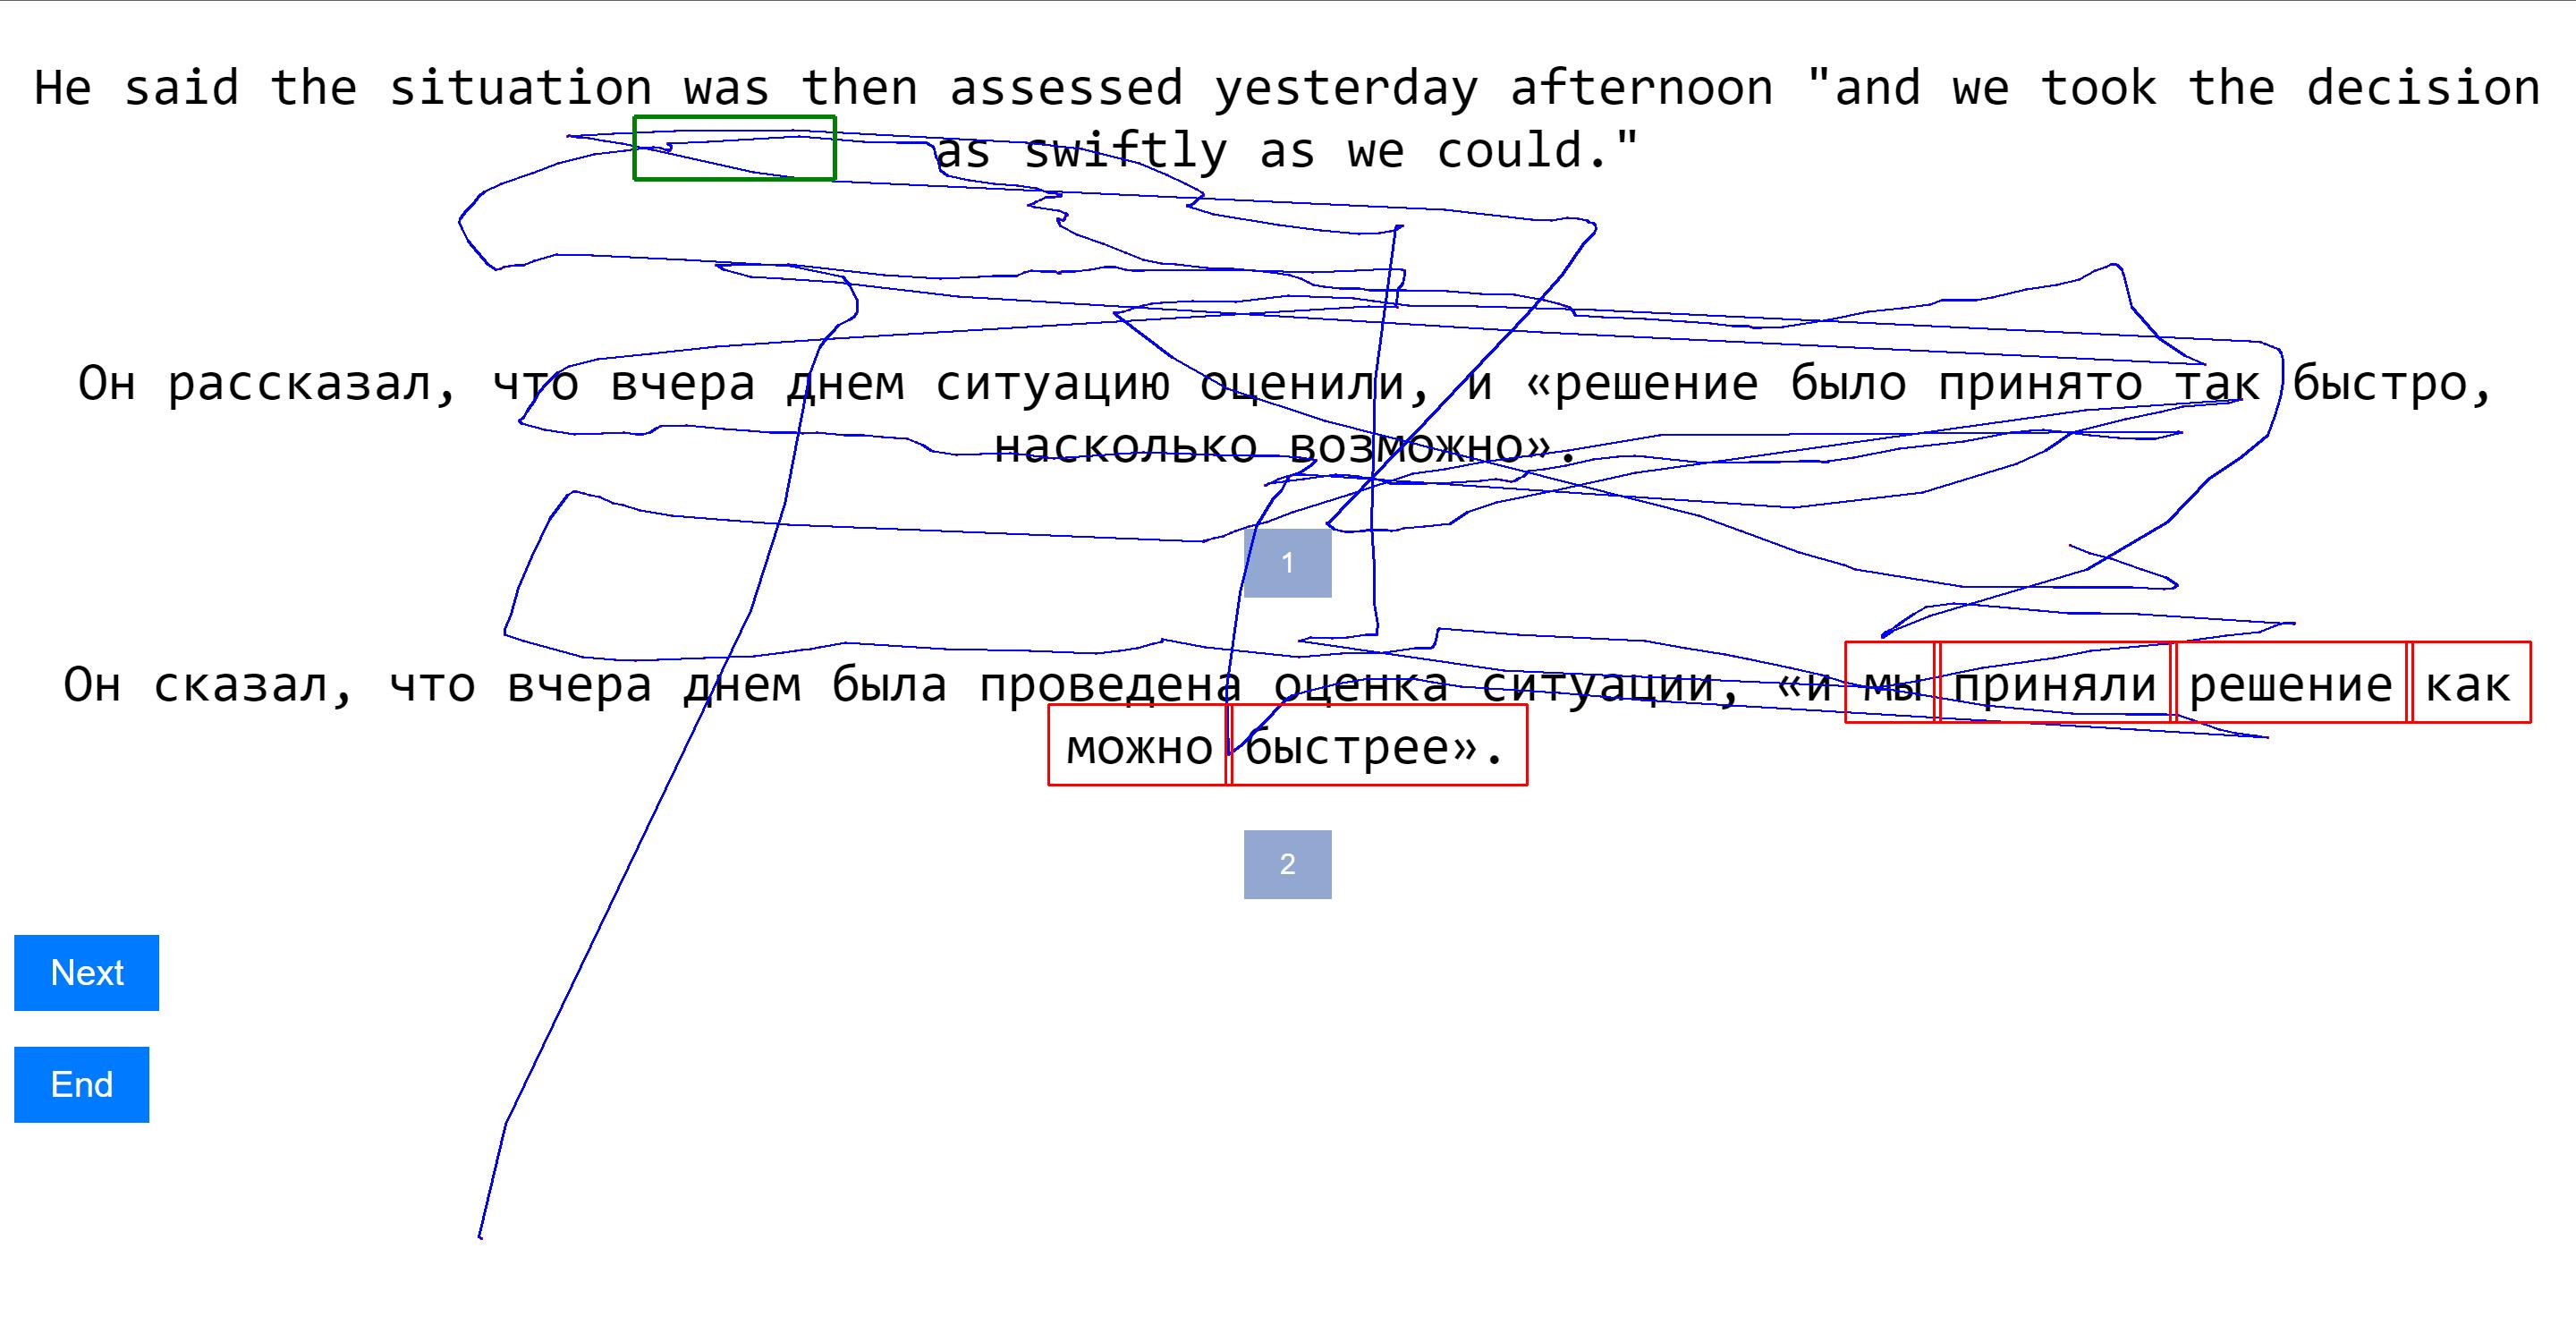 He said the situation was then assessed yesterday afternoon "and we took the decision
as swiftly as we could."
Он рассказал, что вчера днем ситуацию оценили, и «решение было принято так быстро,
насколько возможно».
1
Он сказал, что вчера днем была проведена оценка ситуации, «и мы приняли решение как
можно быстрее».
2
Next
End